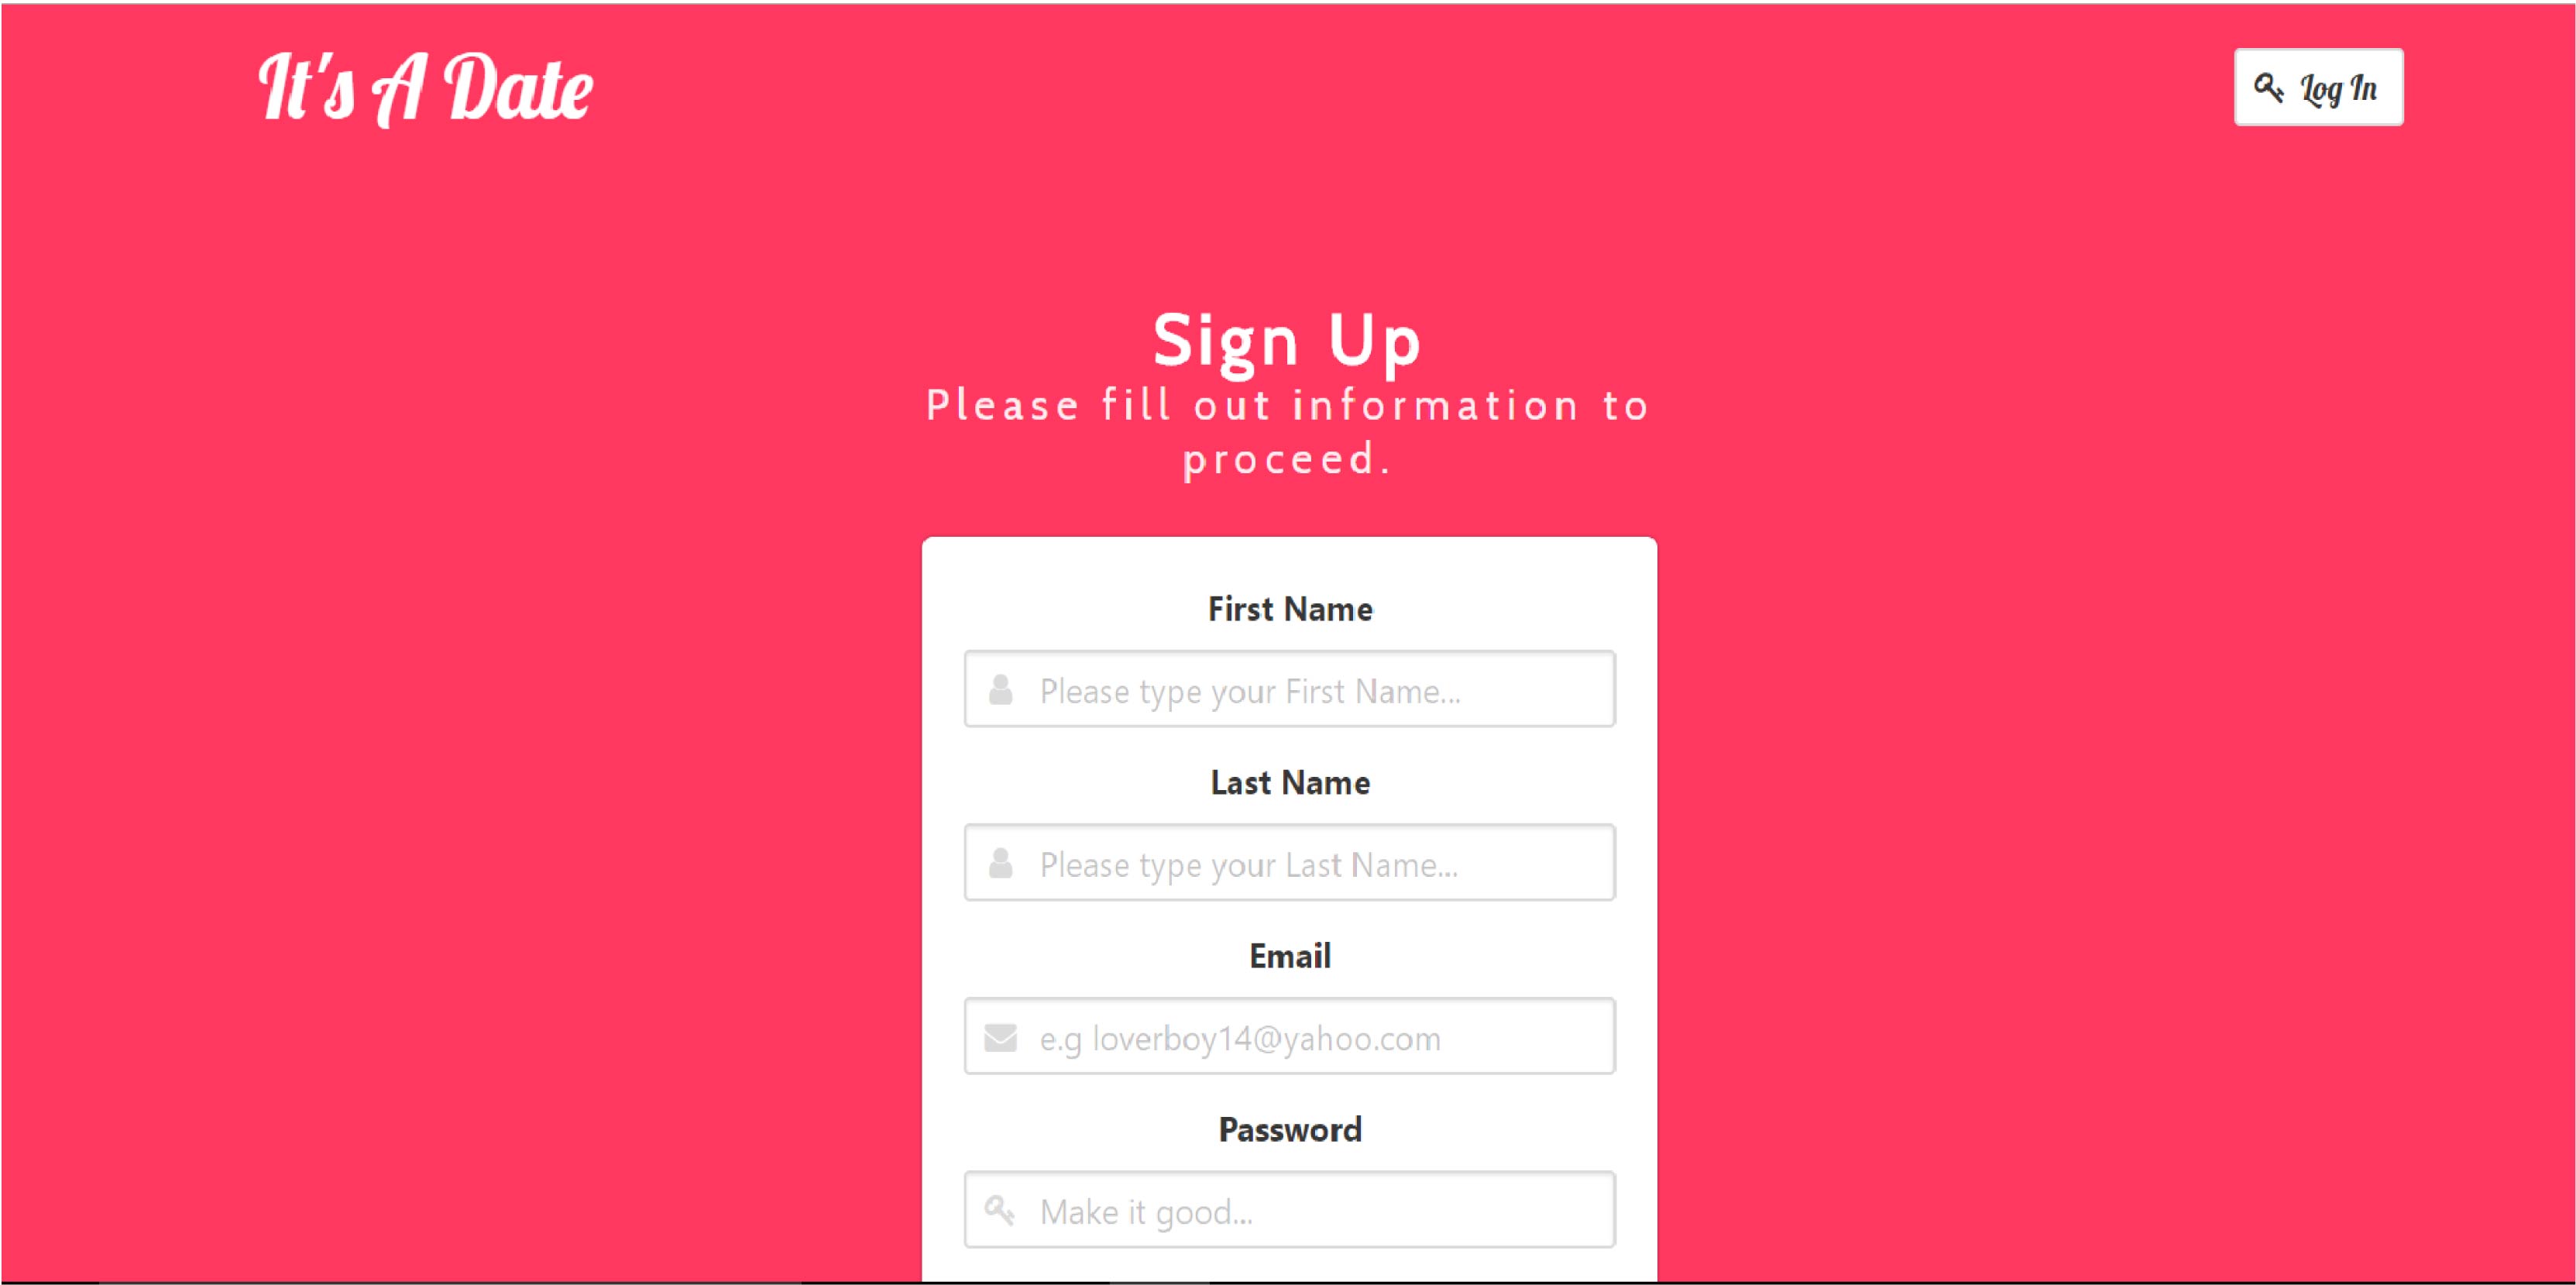 It's A Date
Log In
Sign Up
Please fill out information to
proceed.
First Name
Please type your First Name...
Last Name
Please type your Last Name...
Email
e.g loverboy14@yahoo.com
Password
Make it good...